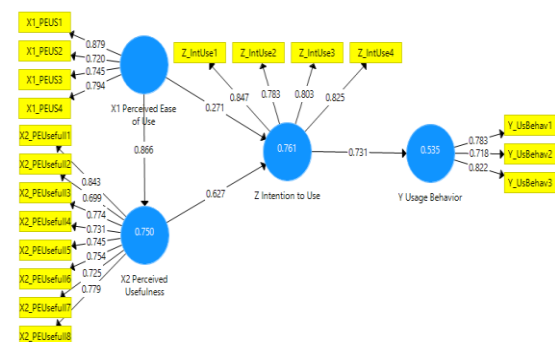 X1_PEUS1
X1_PEUS2
X1_PEUS3
X1_PEUS4
0.879
0.720
0.745
0.794
X1 Perceived Ease
of Use
Z_IntUse1
Z_IntUse2
Z_IntUse3
Z_IntUse4
0.847
0.783
0.803
0.825
0.271
0.866
0.761
Z Intention to Use
0.731
0.535
Y Usage Behavior
0.783
0.718
0.822
Y_UsBehav1
Y_UsBehav2
Y_UsBehav3
0.627
X2_PEUsefull1
X2_PEUsefull2
X2_PEUsefull3
X2_PEUsefull4
X2_PEUsefull5
X2_PEUsefull6
X2_PEUsefull7
X2_PEUsefull8
0.843
0.699
0.774
0.731
0.745
0.754
0.725
0.779
0.750
X2 Perceived
Usefulness